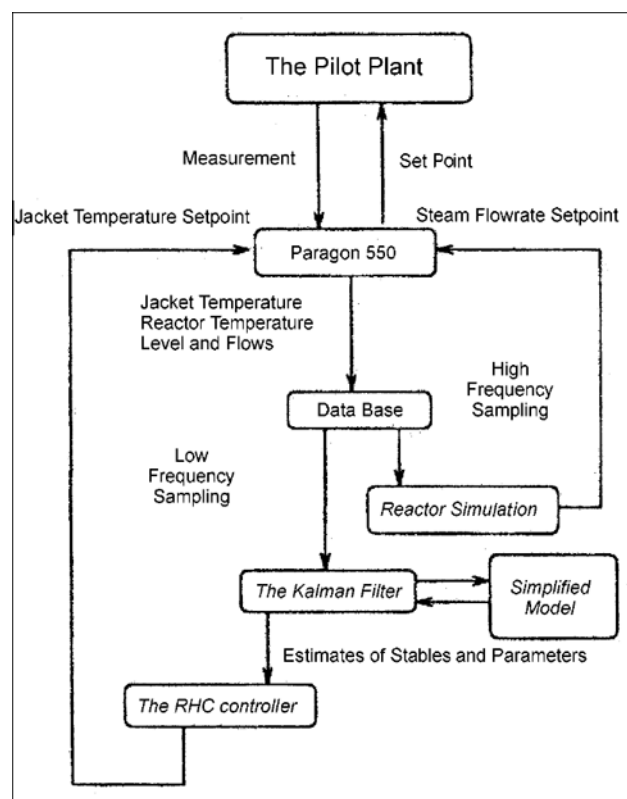 The Pilot Plant
Measurement
Set Point
Jacket Temperature Setpoint
Steam Flowrate Setpoint
Paragon 550
Jacket Temperature
Reactor Temperature
Level and Flows
High
Frequency
Sampling
Data Base
Low
Frequency
Sampling
Reactor Simulation
The Kalman Filter
Simplified
Model
Estimates of Stables and Parameters
The RHC controller